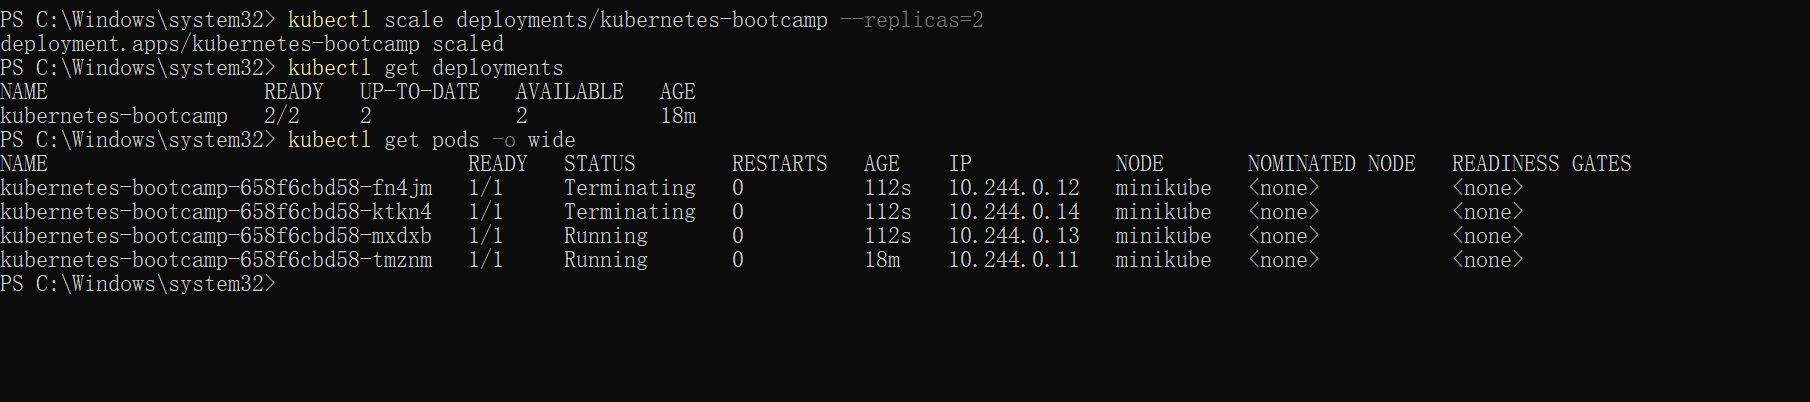 PS C:\Windows\system32> kubectl scale deployments/kubernetes-bootcamp --replicas=2
deployment.apps/kubernetes-bootcamp scaled
PS C:\Windows\system32> kubectl get deployments
NAME                  READY   UP-TO-DATE   AVAILABLE   AGE
kubernetes-bootcamp   2/2     2            2           18m
PS C:\Windows\system32> kubectl get pods -o wide
NAME                                   READY   STATUS        RESTARTS   AGE    IP            NODE       NOMINATED NODE   READINESS GATES
kubernetes-bootcamp-658f6cbd58-fn4jm   1/1     Terminating   0          112s   10.244.0.12   minikube   <none>           <none>
kubernetes-bootcamp-658f6cbd58-ktkn4   1/1     Terminating   0          112s   10.244.0.14   minikube   <none>           <none>
kubernetes-bootcamp-658f6cbd58-mxdxb   1/1     Running       0          112s   10.244.0.13   minikube   <none>           <none>
kubernetes-bootcamp-658f6cbd58-tmznm   1/1     Running       0          18m    10.244.0.11   minikube   <none>           <none>
PS C:\Windows\system32>